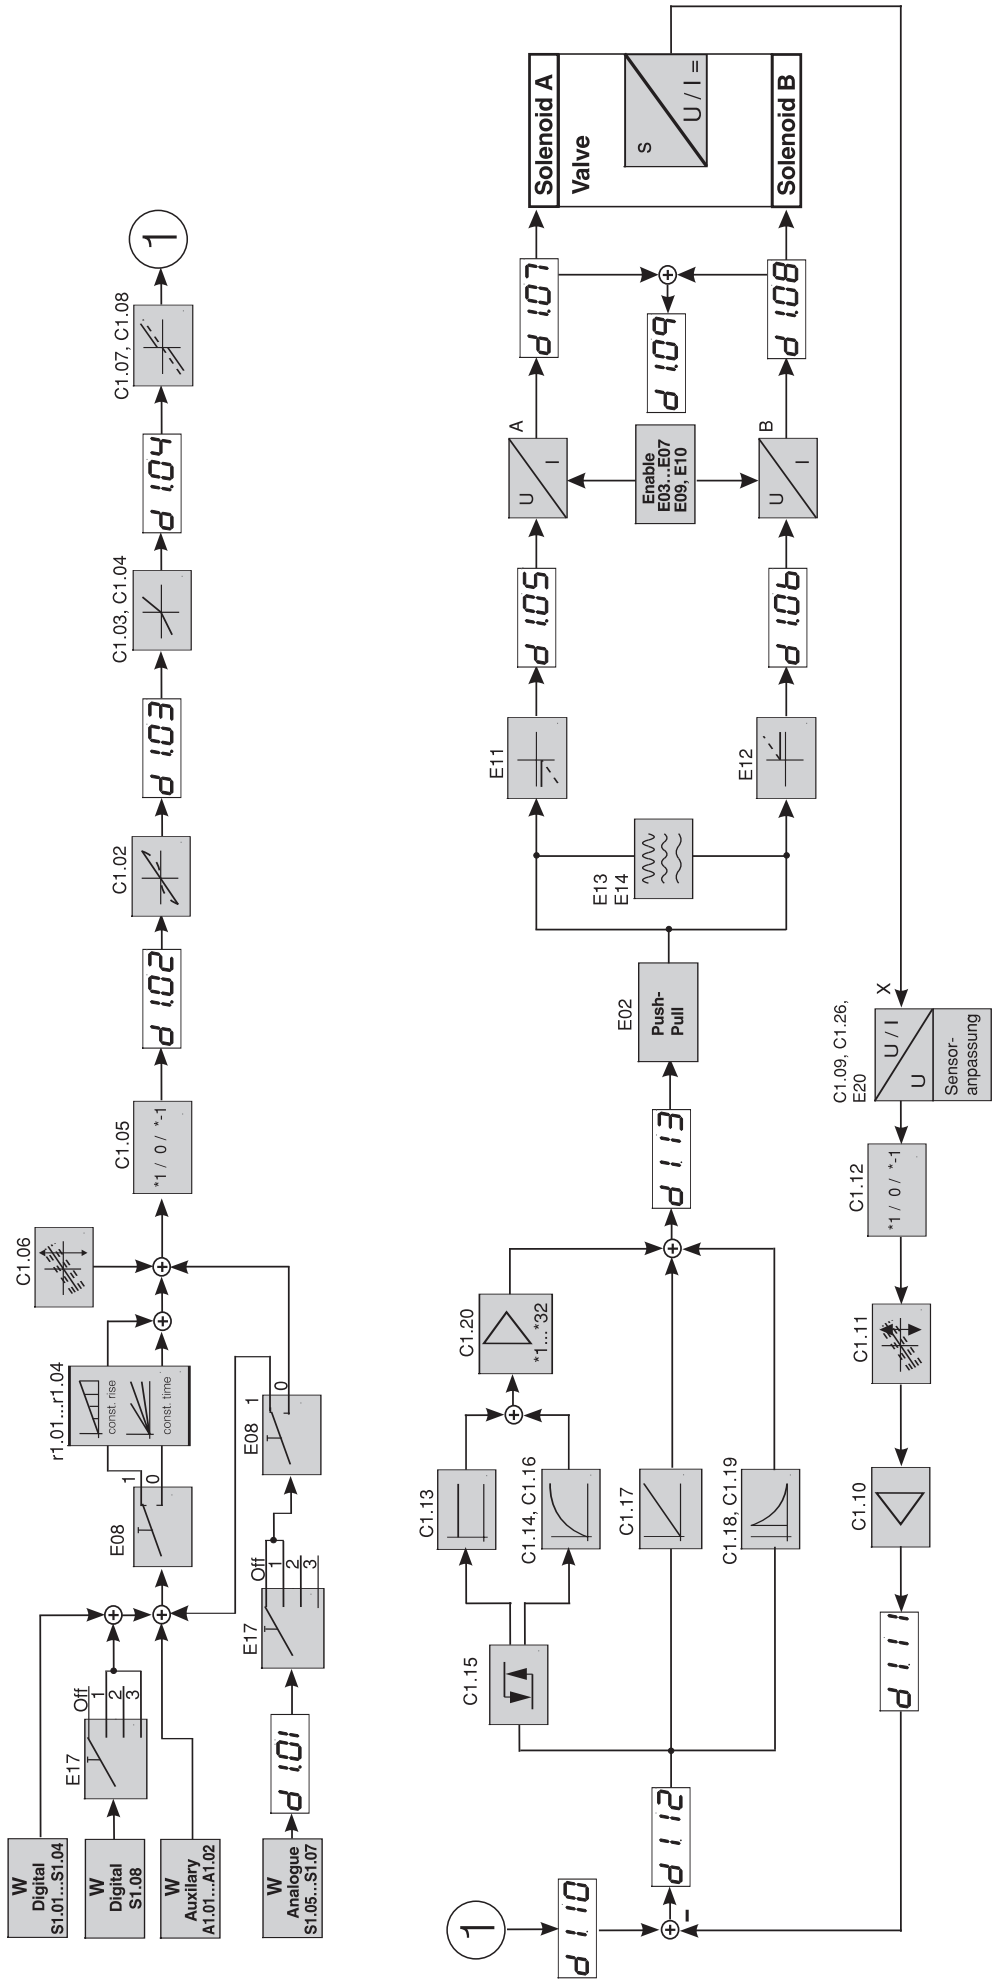 W
Digital
S1.01...S1.04
W
Digital
S1.08
W
Auxilary
A1.01...A1.02
W
Analogue
S1.05...S1.07
d 1.01
E17
Off
1
2
3
E17
Off
1
2
3
E08
1
0
E08
1
0
r1.01...r1.04
const. rise
const. time
C1.06
C1.05
*1 / 0 / *-1
d 1.02
C1.02
d 1.03
C1.03, C1.04
d 1.04
C1.07, C1.08
1
1
d 1 10
-
d 1 12
C1.15
C1.13
C1.14, C1.16
C1.17
C1.18, C1.19
C1.20
*1... *32
d 1 13
E02
Push-
Pull
E13
E14
E11
E12
d 1.05
d 1.06
U
I
A
Enable
E03...E07
E09, E10
U
I
B
d 1.07
d 1.09
d 1.08
Solenoid A
Valve
s
U / I =
Solenoid B
d 1 11
C1.10
C1.11
C1.12
*1 / 0 / *-1
C1.09, C1.26,
E20
X
U / I
U
Sensor-
anpassung